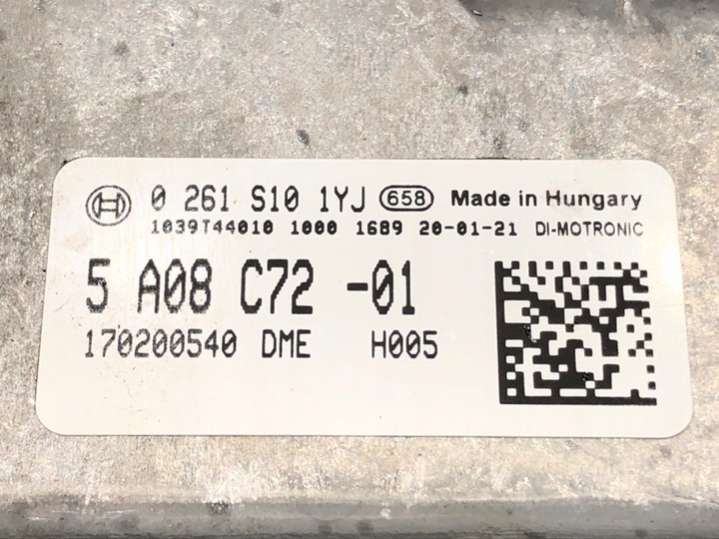 0 261 S10 1YJ 658 Made in Hungary
1039T44010 1000 1689 20-01-21 DI-MOTRONIC
5 A08 C72 -01
170200540 DME H005